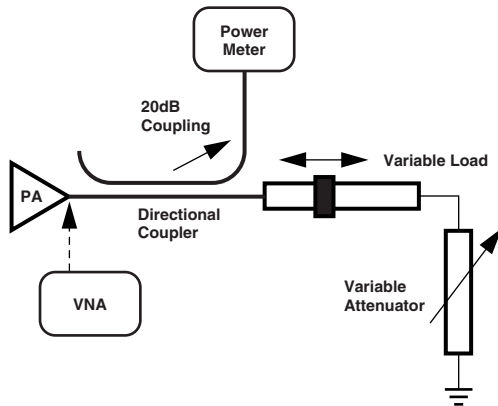 Power
Meter
20dB
Coupling
Variable Load
PA
Directional
Coupler
Variable
Attenuator
VNA